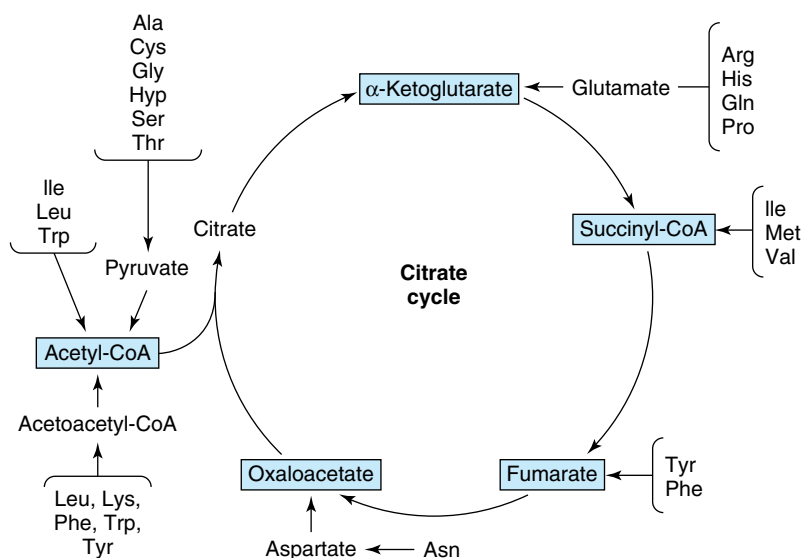 Ala
Cys
Gly
Hyp
Ser
Thr
Ile
Leu
Trp
Pyruvate
Citrate
α-Ketoglutarate
Glutamate
Arg
His
Gln
Pro
Succinyl-CoA
Ile
Met
Val
Citrate
cycle
Acetyl-CoA
Acetoacetyl-CoA
Leu, Lys,
Phe, Trp,
Tyr
Oxaloacetate
Fumarate
Tyr
Phe
Aspartate
Asn